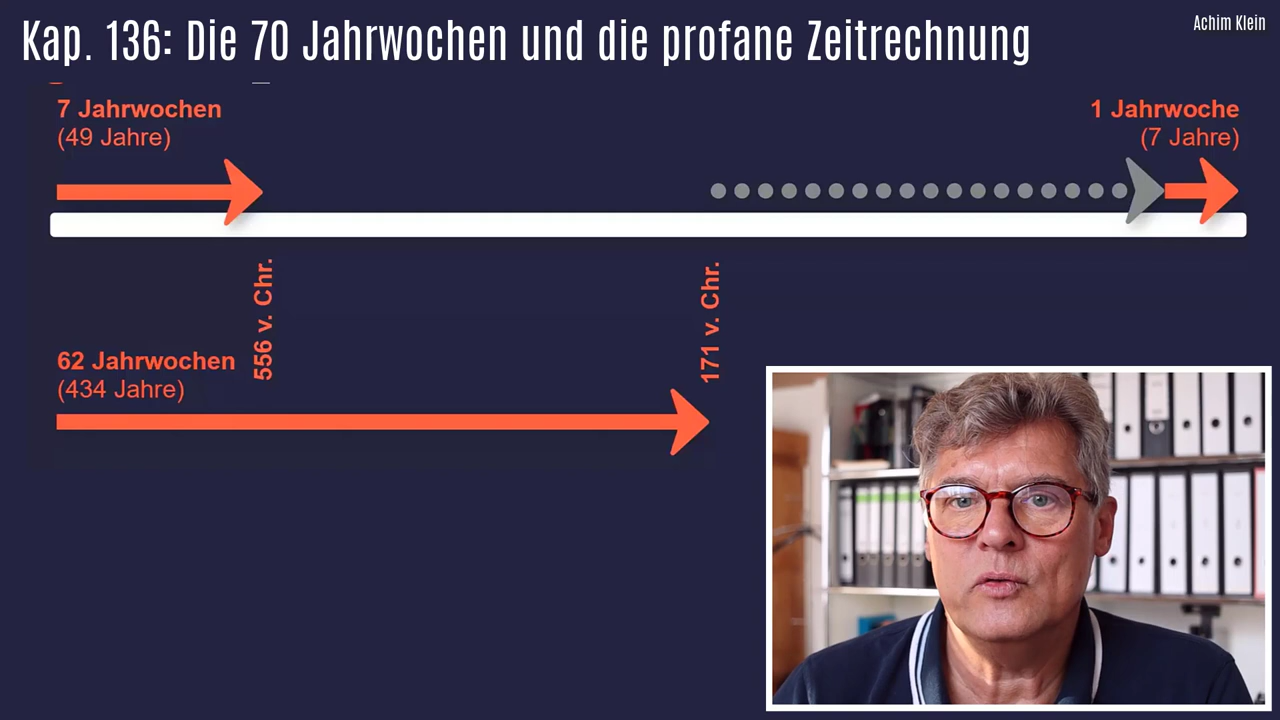 Kap. 136: Die 70 Jahrwochen und die profane Zeitrechnung
Achim Klein
7 Jahrwochen
(49 Jahre)
1 Jahrwoche
(7 Jahre)
556 v. Chr.
171 v. Chr.
62 Jahrwochen
(434 Jahre)